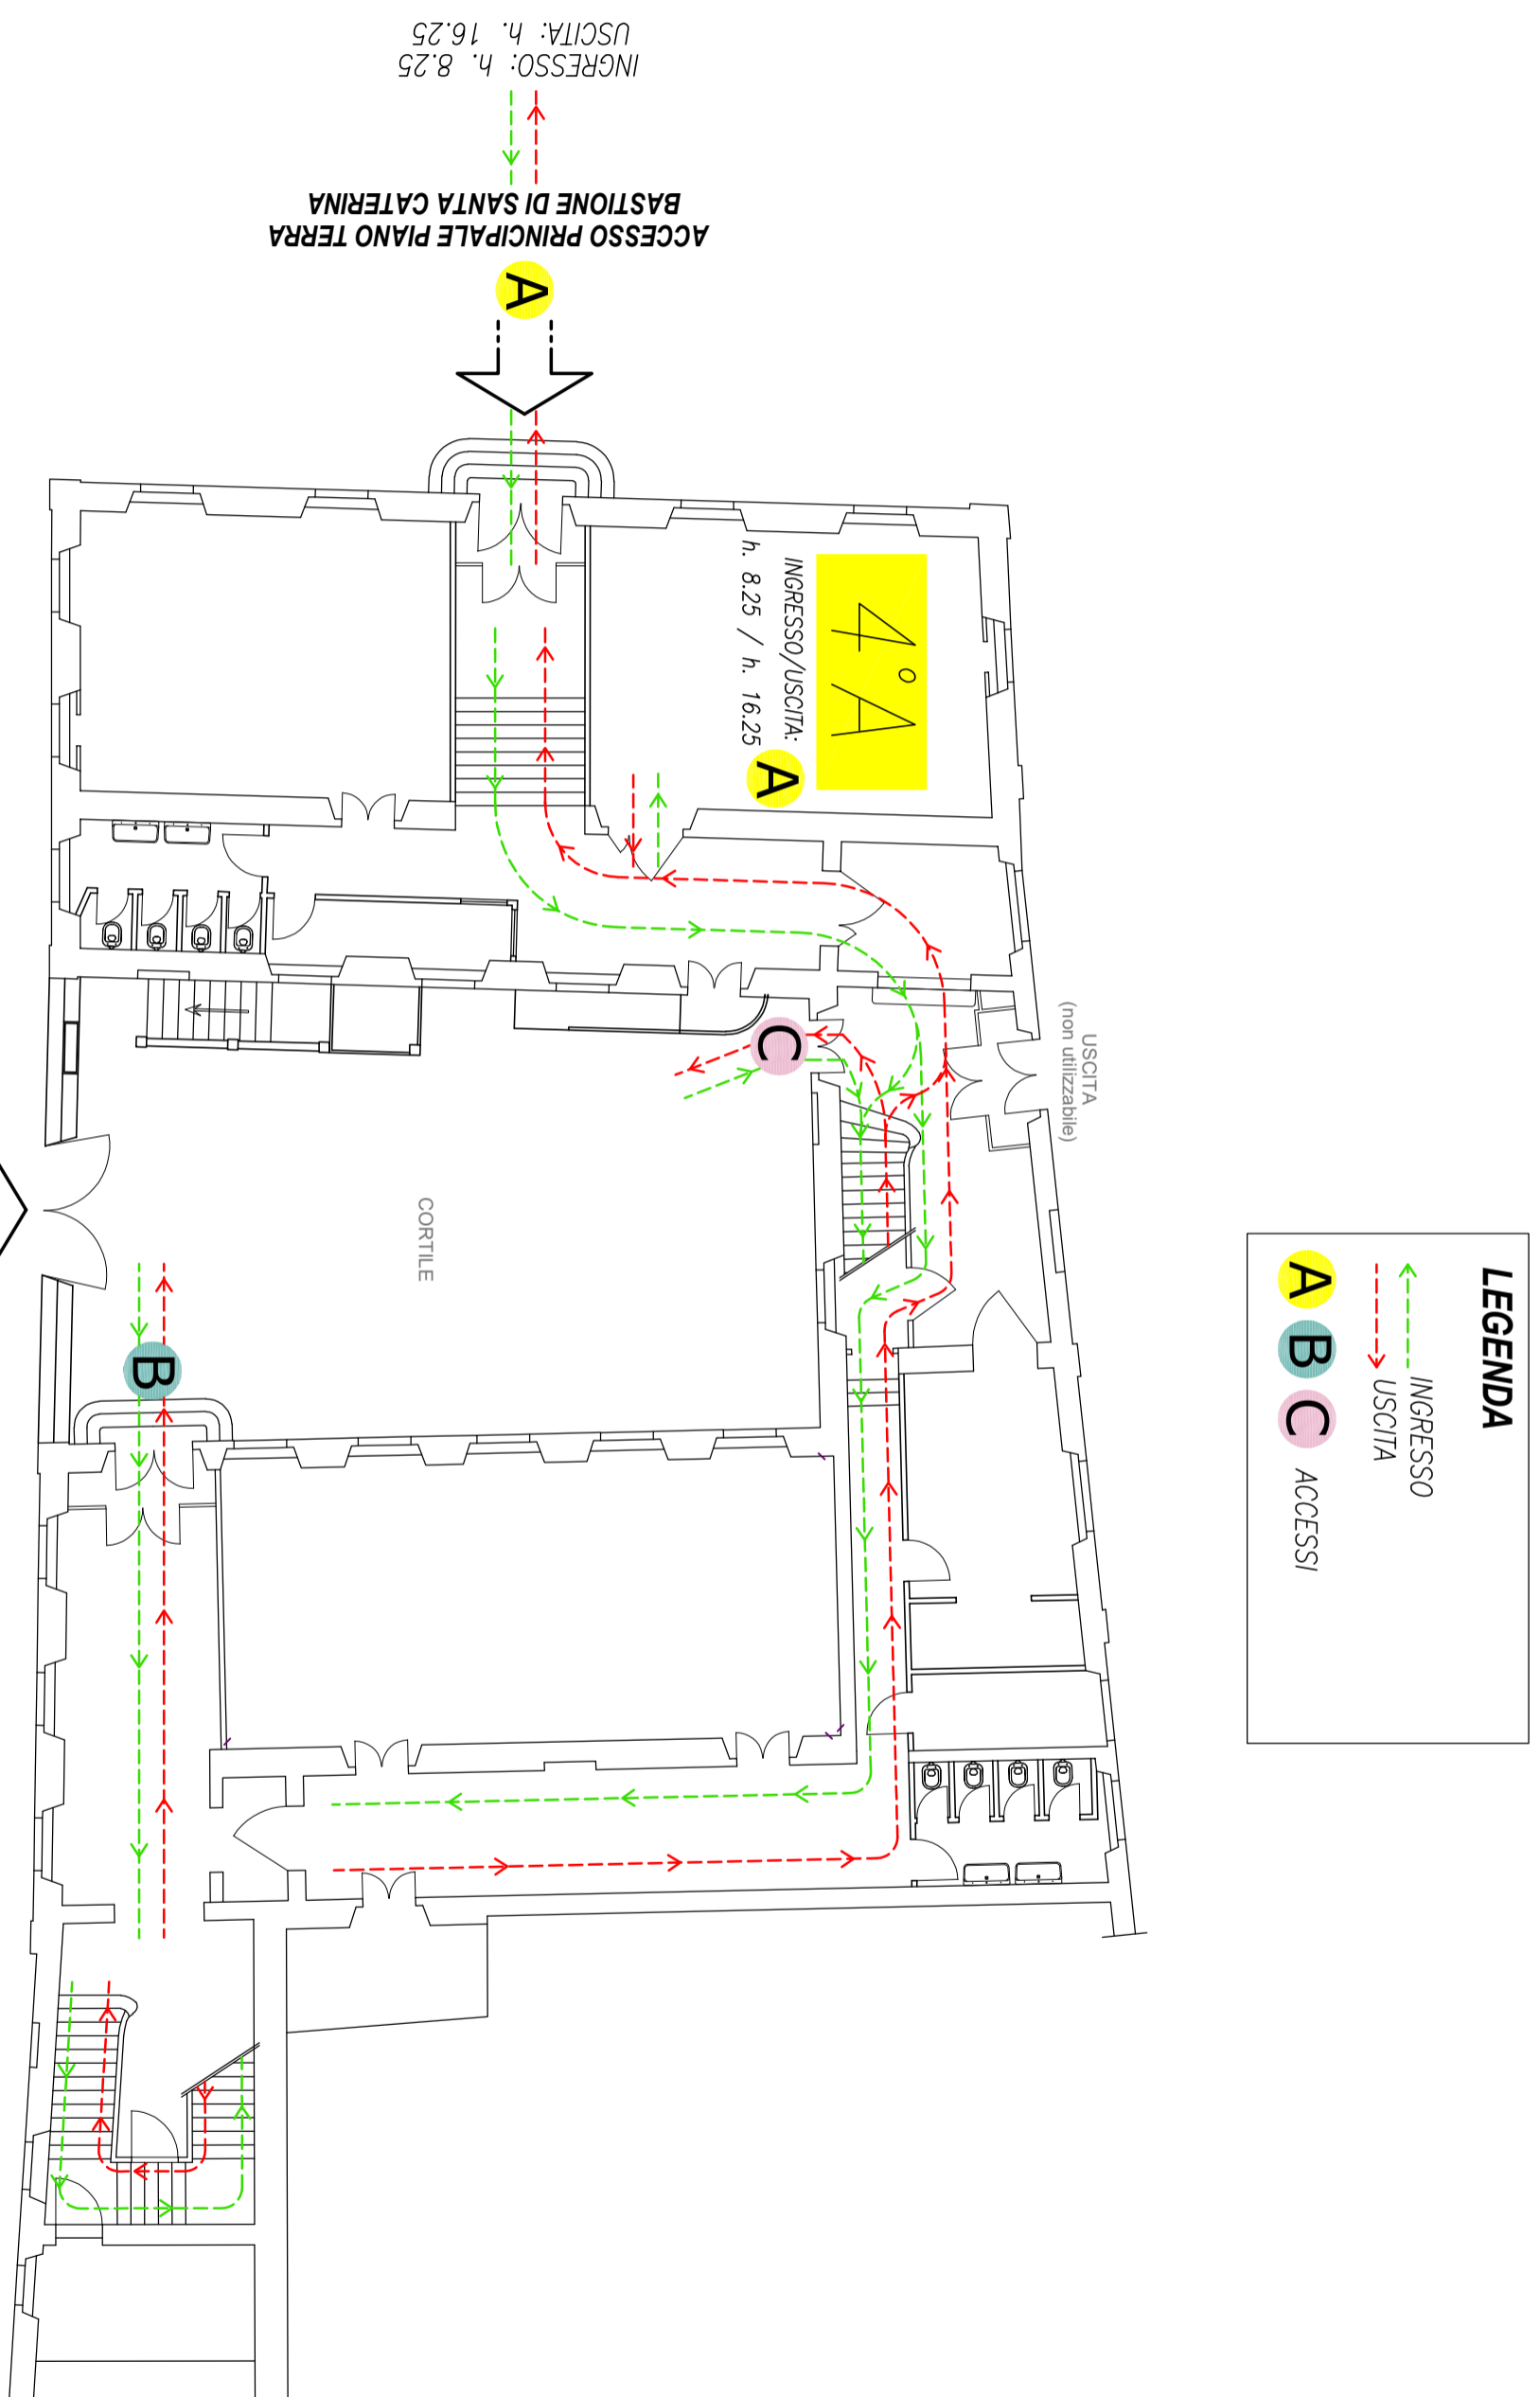 INGRESSO: h. 8.25
USCITA: h. 16.25
ACCESSO PRINCIPALE PIANO TERRA
BASTIONE DI SANTA CATERINA
A
4°A
INGRESSO/USCITA:
h. 8.25 / h. 16.25
A
USCITA
(non utilizzabile)
C
CORTILE
B
LEGENDA
INGRESSO
USCITA
A B C ACCESSI